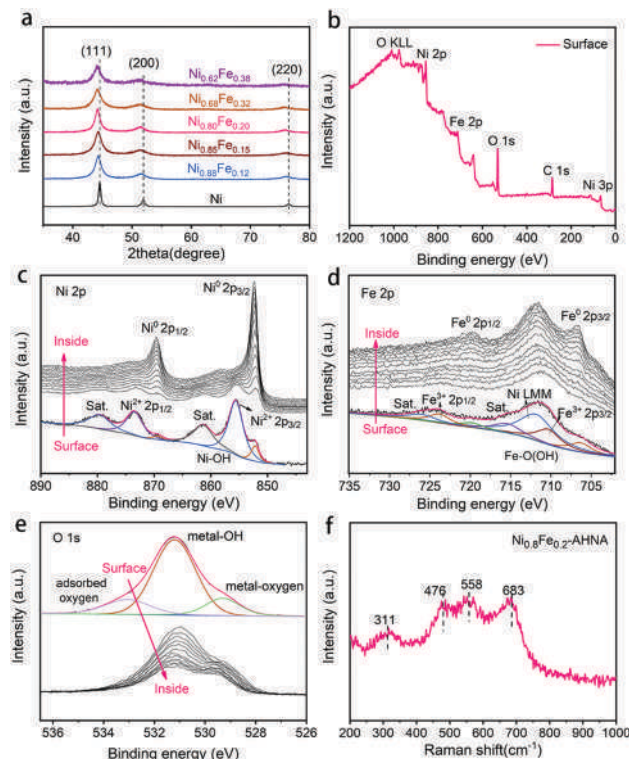 a
(111)
(200)
(220)
Ni0.62Fe0.38
Ni0.68Fe0.32
Ni0.80Fe0.20
Ni0.85Fe0.15
Ni0.88Fe0.12
Ni
Intensity (a.u.)
40 50 60 70 80
2theta(degree)
b
O KLL
Ni 2p
Surface
Fe 2p
O 1s
C 1s
Ni 3p
Intensity (a.u.)
1200 1000 800 600 400 200 0
Binding energy (eV)
c
Ni 2p
Ni0 2p3/2
Ni0 2p1/2
Inside
Surface
Sat.
Ni2+ 2p1/2
Sat.
Ni2+ 2p3/2
Ni-OH
Intensity (a.u.)
890 880 870 860 850
Binding energy (eV)
d
Fe 2p
Fe0 2p1/2
Fe0 2p3/2
Inside
Surface
Ni LMM
Sat.
Fe3+ 2p1/2
Sat.
Fe3+ 2p3/2
Fe-O(OH)
Intensity (a.u.)
735 730 725 720 715 710 705
Binding energy (eV)
e
O 1s
metal-OH
Surface
adsorbed
oxygen
metal-oxygen
Inside
Intensity (a.u.)
536 534 532 530 528 526
Binding energy (eV)
f
Ni0.8Fe0.2-AHNA
311
476
558
683
Intensity (a.u.)
200 300 400 500 600 700 800 900 1000
Raman shift(cm-1)